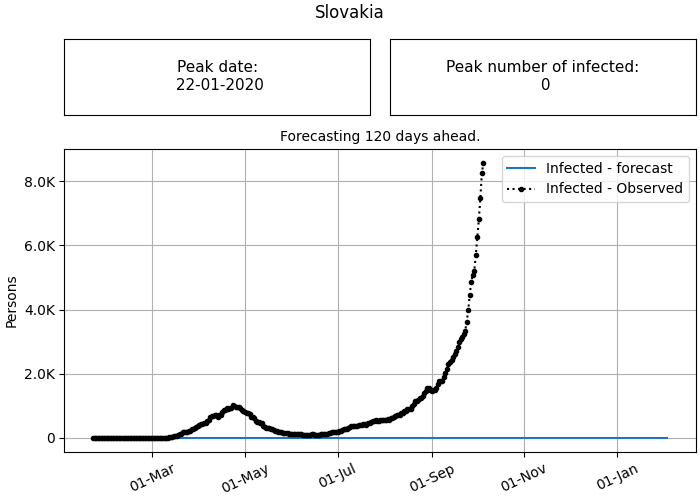 Slovakia
Peak date:
22-01-2020
Peak number of infected:
0
Forecasting 120 days ahead.
Infected - forecast
Infected - Observed
8.0K
6.0K
4.0K
2.0K
0
Persons
01-Mar
01-May
01-Jul
01-Sep
01-Nov
01-Jan